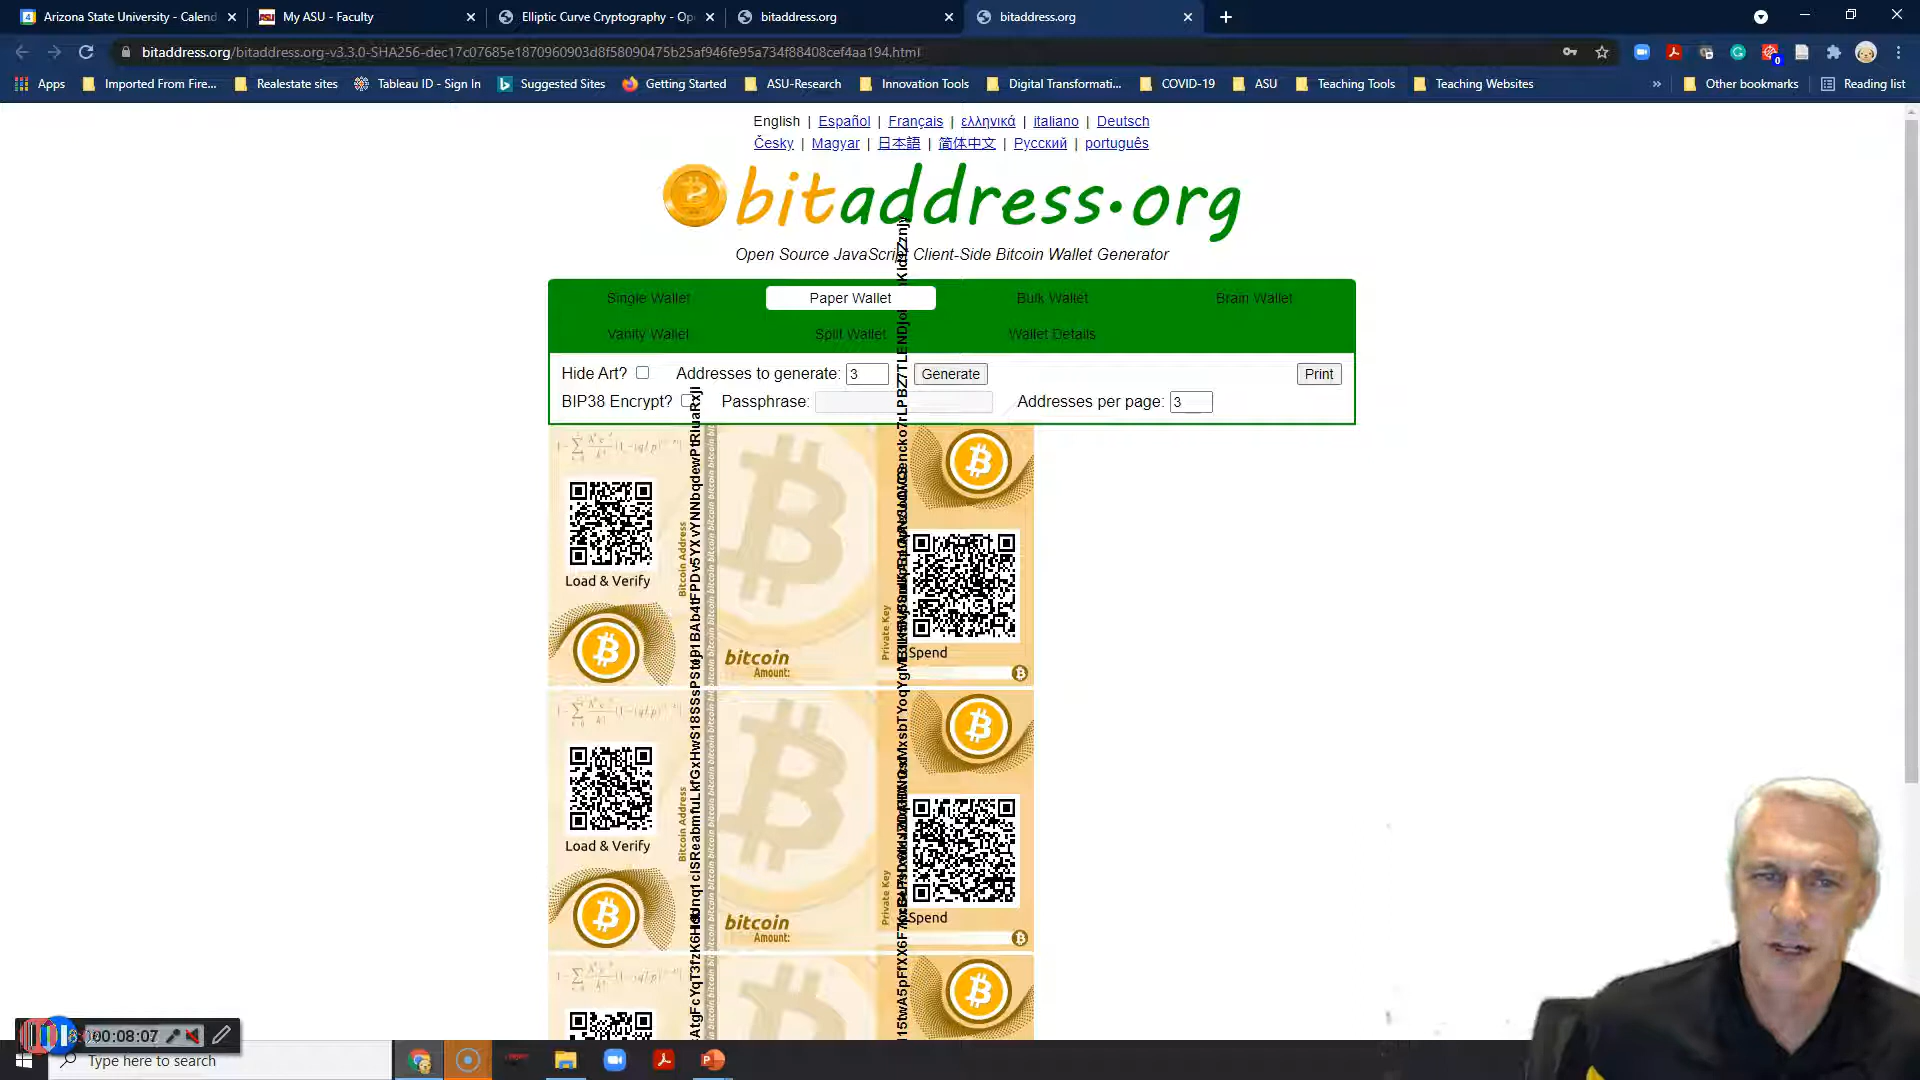 Arizona State University - Calend
My ASU - Faculty
Elliptic Curve Cryptography - Op
bitaddress.org
bitaddress.org
bitaddress.org/bitaddress.org-v3.3.0-SHA256-dec17c07685e1870960903d8f58090475b25af946fe95a734f88408cef4aa194.html
Apps
Imported From Fire...
Realestate sites
Tableau ID - Sign In
Suggested Sites
Getting Started
ASU-Research
Innovation Tools
Digital Transformati...
COVID-19
ASU
Teaching Tools
Teaching Websites
»
Other bookmarks
Reading list
English | Español | Français | ελληνικά | italiano | Deutsch
Česky | Magyar | 日本語 | 简体中文 | Русский | português
bitaddress.org
Open Source JavaScript Client-Side Bitcoin Wallet Generator
Single Wallet
Paper Wallet
Bulk Wallet
Brain Wallet
Vanity Wallet
Split Wallet
Wallet Details
Hide Art?
Addresses to generate: 3
Generate
Print
BIP38 Encrypt?
Passphrase:
Addresses per page: 3
Load & Verify
Bitcoin Address
bitcoin
Amount:
Private Key
Spend
Load & Verify
Bitcoin Address
bitcoin
Amount:
Private Key
Spend
00:08:07
Type here to search